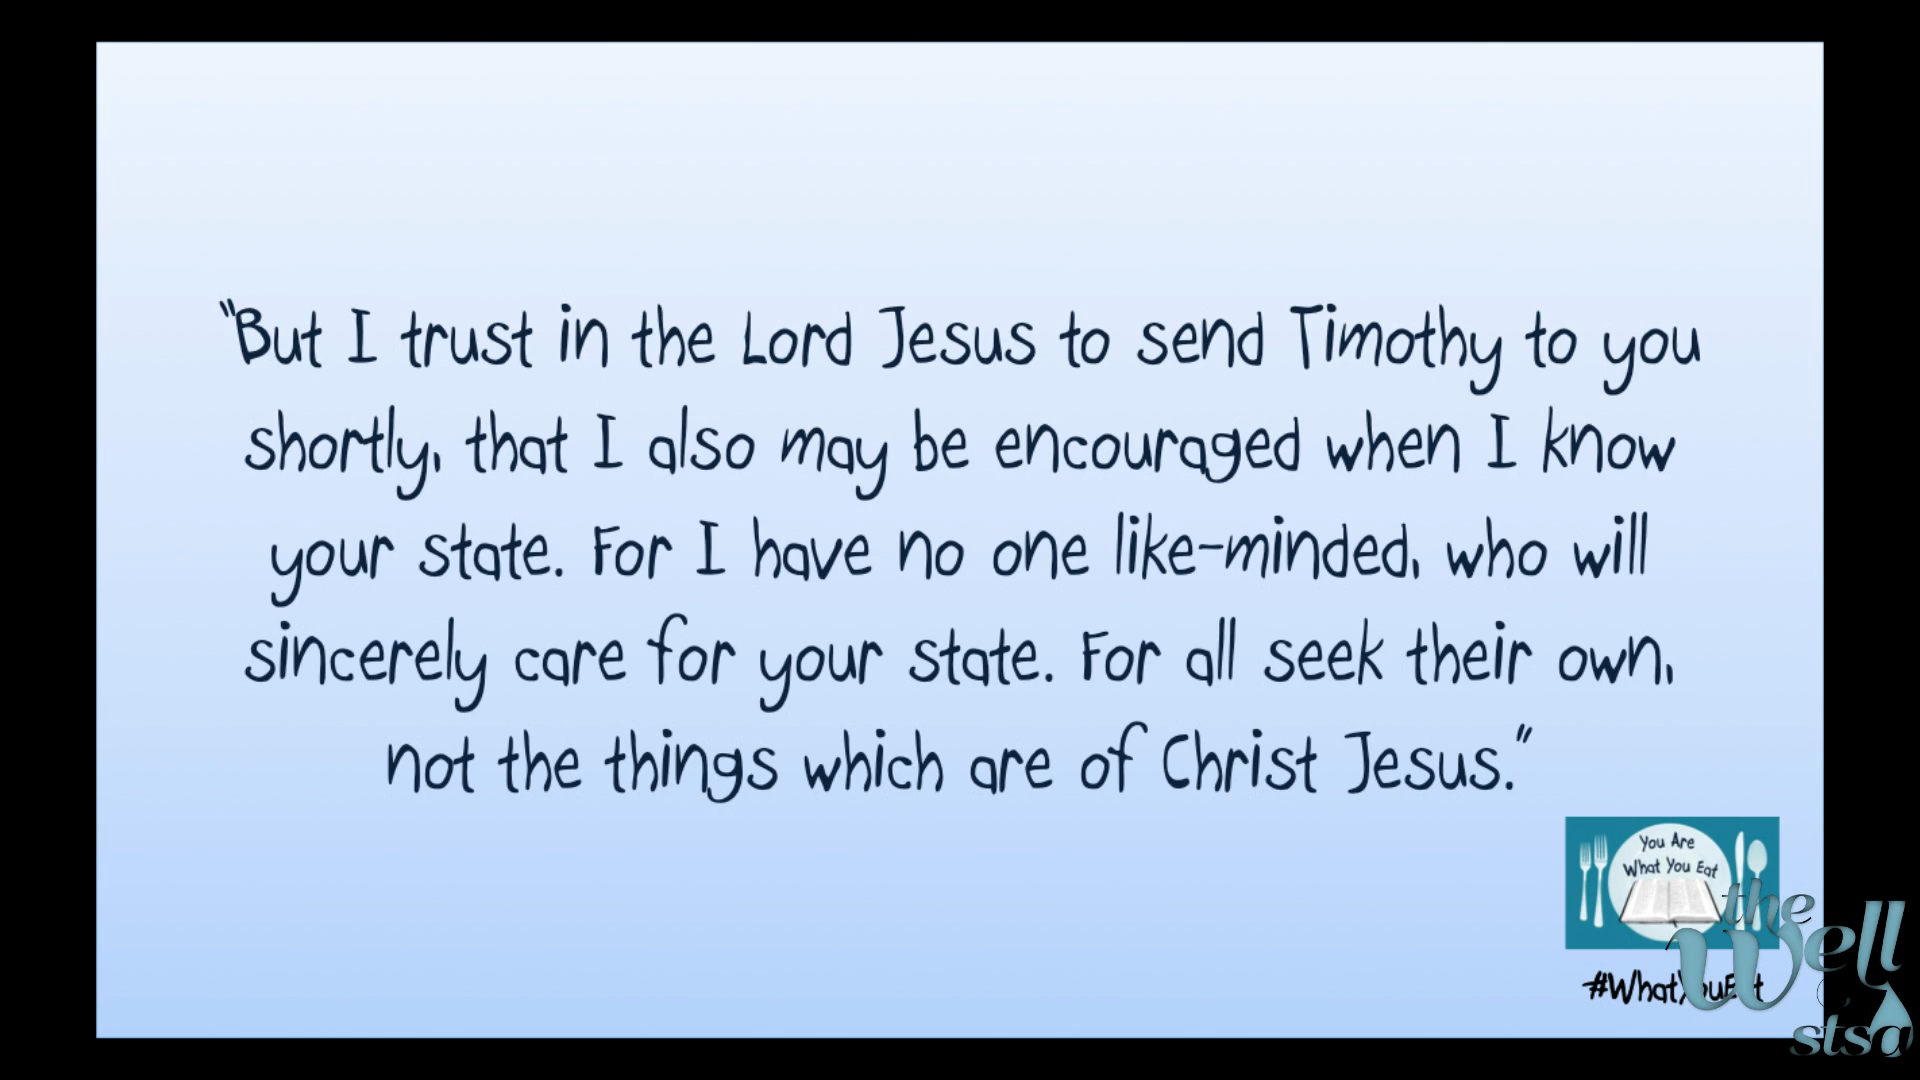 "But I trust in the Lord Jesus to send Timothy to you
shortly, that I also may be encouraged when I know
your state. For I have no one like-minded, who will
sincerely care for your state. For all seek their own,
not the things which are of Christ Jesus."
You Are
What You Eat
#WhatYouEat
the
well
stsa